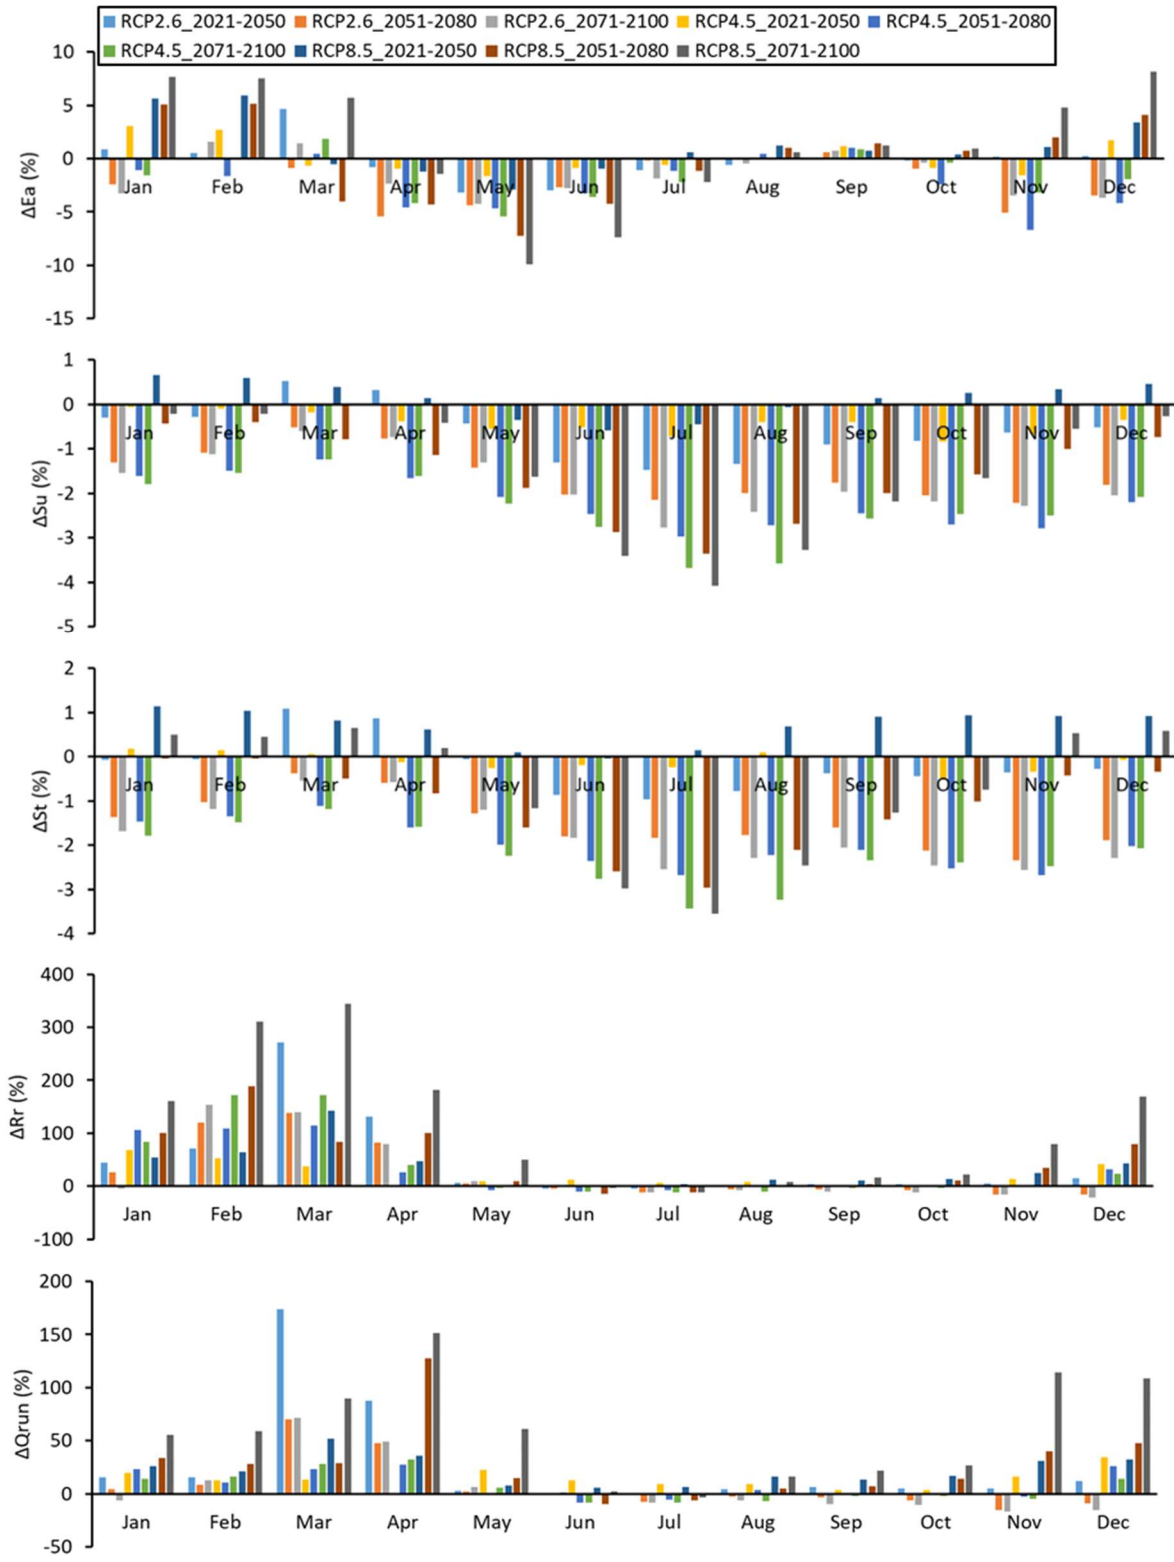 RCP2.6_2021-2050 RCP2.6_2051-2080 RCP2.6_2071-2100 RCP4.5_2021-2050 RCP4.5_2051-2080
RCP4.5_2071-2100 RCP8.5_2021-2050 RCP8.5_2051-2080 RCP8.5_2071-2100
ΔEa (%)
10
5
0
-5
-10
-15
Jan Feb Mar Apr May Jun Jul Aug Sep Oct Nov Dec
ΔSu (%)
1
0
-1
-2
-3
-4
-5
Jan Feb Mar Apr May Jun Jul Aug Sep Oct Nov Dec
ΔSt (%)
2
1
0
-1
-2
-3
-4
Jan Feb Mar Apr May Jun Jul Aug Sep Oct Nov Dec
ΔRr (%)
400
300
200
100
0
-100
Jan Feb Mar Apr May Jun Jul Aug Sep Oct Nov Dec
ΔQrun (%)
200
150
100
50
0
-50
Jan Feb Mar Apr May Jun Jul Aug Sep Oct Nov Dec